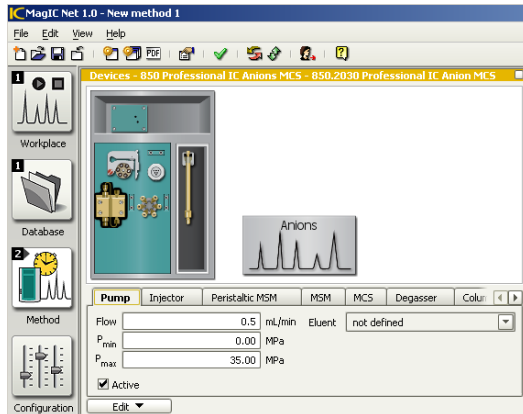 MagIC Net 1.0 - New method 1
File Edit View Help
PDF
Devices - 850 Professional IC Anions MCS - 850.2030 Professional IC Anion MCS
1
Workplace
1
Database
2
Method
Configuration
Anions
Pump Injector Peristaltic MSM MSM MCS Degasser
Flow 0.5 mL/min Eluent not defined
Pmin 0.00 MPa
Pmax 35.00 MPa
Active
Edit